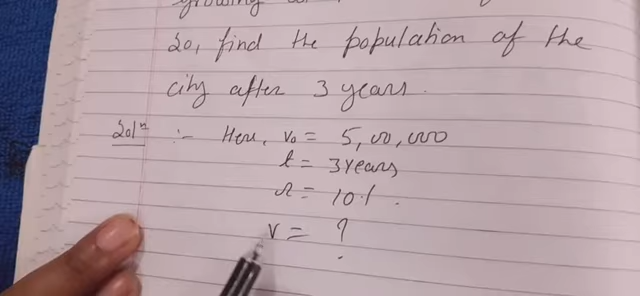 growing
20, find the population of the
city after 3 years.
Solⁿ :- Here, v₀ = 5,00,000
t = 3 years
r = 10%.
v = ?